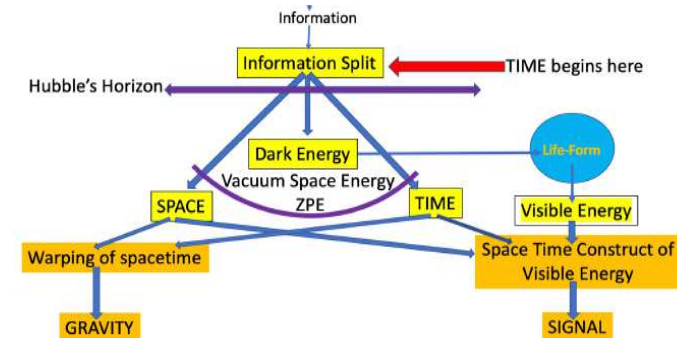 Information
Information Split
TIME begins here
Hubble's Horizon
Dark Energy
Life-Form
Vacuum Space Energy
ZPE
SPACE
TIME
Visible Energy
Warping of spacetime
Space Time Construct of
Visible Energy
GRAVITY
SIGNAL